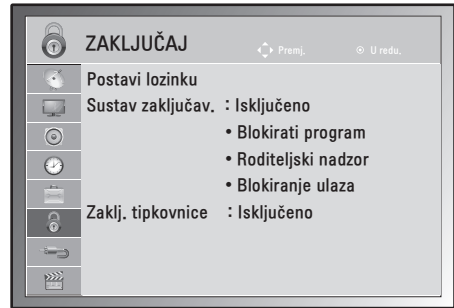 ZAKLJUČAJ
Premj.
U redu.
Postavi lozinku
Sustav zaključav. : Isključeno
• Blokirati program
• Roditeljski nadzor
• Blokiranje ulaza
Zaklj. tipkovnice : Isključeno